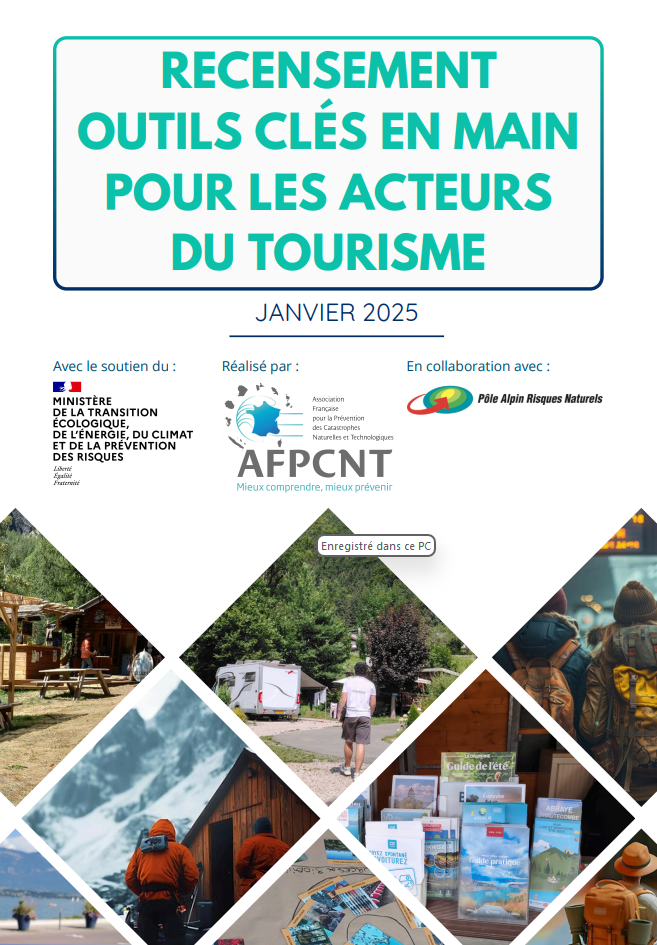 RECENSEMENT
OUTILS CLÉS EN MAIN
POUR LES ACTEURS
DU TOURISME
JANVIER 2025
Avec le soutien du :
MINISTÈRE
DE LA TRANSITION
ÉCOLOGIQUE,
DE L'ÉNERGIE, DU CLIMAT
ET DE LA PRÉVENTION
DES RISQUES
Liberté
Égalité
Fraternité
Réalisé par :
Association
Française
pour la Prévention
des Catastrophes
Naturelles et Technologiques
AFPCNT
Mieux comprendre, mieux prévenir
En collaboration avec :
Pôle Alpin Risques Naturels
Enregistré dans ce PC
Guide de l'été
ABBAYE
HAUTECOMBE
Guide pratique